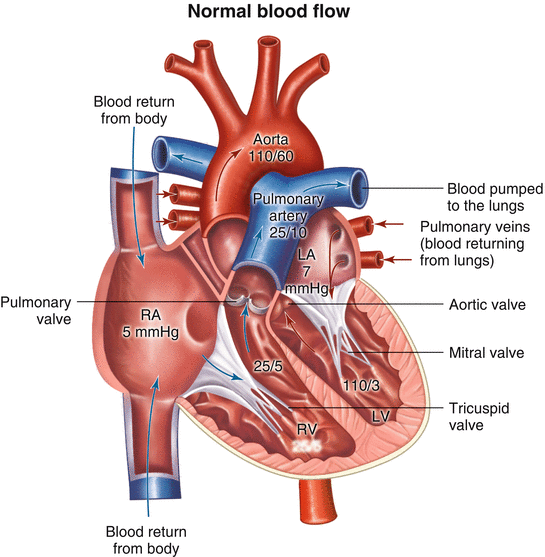 Normal blood flow
Blood return
from body
Aorta
110/60
Blood pumped
to the lungs
Pulmonary
artery
25/10
Pulmonary veins
(blood returning
from lungs)
LA
7
mmHg
Pulmonary
valve
RA
5 mmHg
Aortic valve
Mitral valve
25/5
110/3
LV
Tricuspid
valve
RV
25/5
Blood return
from body